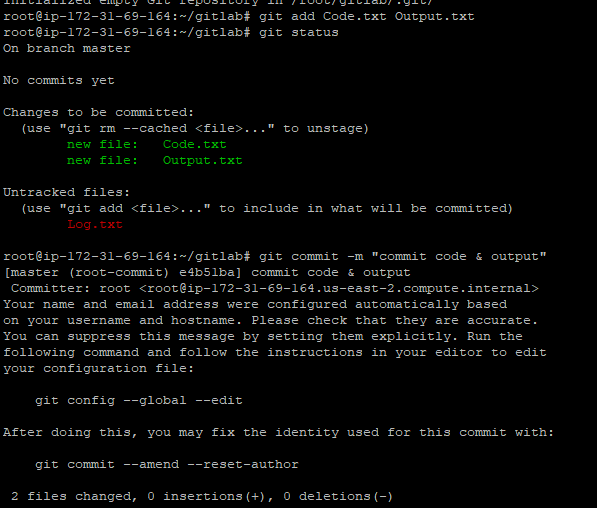 Initialized empty Git repository in /root/gitlab/.git/
root@ip-172-31-69-164:~/gitlab# git add Code.txt Output.txt
root@ip-172-31-69-164:~/gitlab# git status
On branch master
No commits yet
Changes to be committed:
  (use "git rm --cached <file>..." to unstage)
        new file:   Code.txt
        new file:   Output.txt
Untracked files:
  (use "git add <file>..." to include in what will be committed)
        Log.txt
root@ip-172-31-69-164:~/gitlab# git commit -m "commit code & output"
[master (root-commit) e4b51ba] commit code & output
 Committer: root <root@ip-172-31-69-164.us-east-2.compute.internal>
Your name and email address were configured automatically based
on your username and hostname. Please check that they are accurate.
You can suppress this message by setting them explicitly. Run the
following command and follow the instructions in your editor to edit
your configuration file:
    git config --global --edit
After doing this, you may fix the identity used for this commit with:
    git commit --amend --reset-author
 2 files changed, 0 insertions(+), 0 deletions(-)